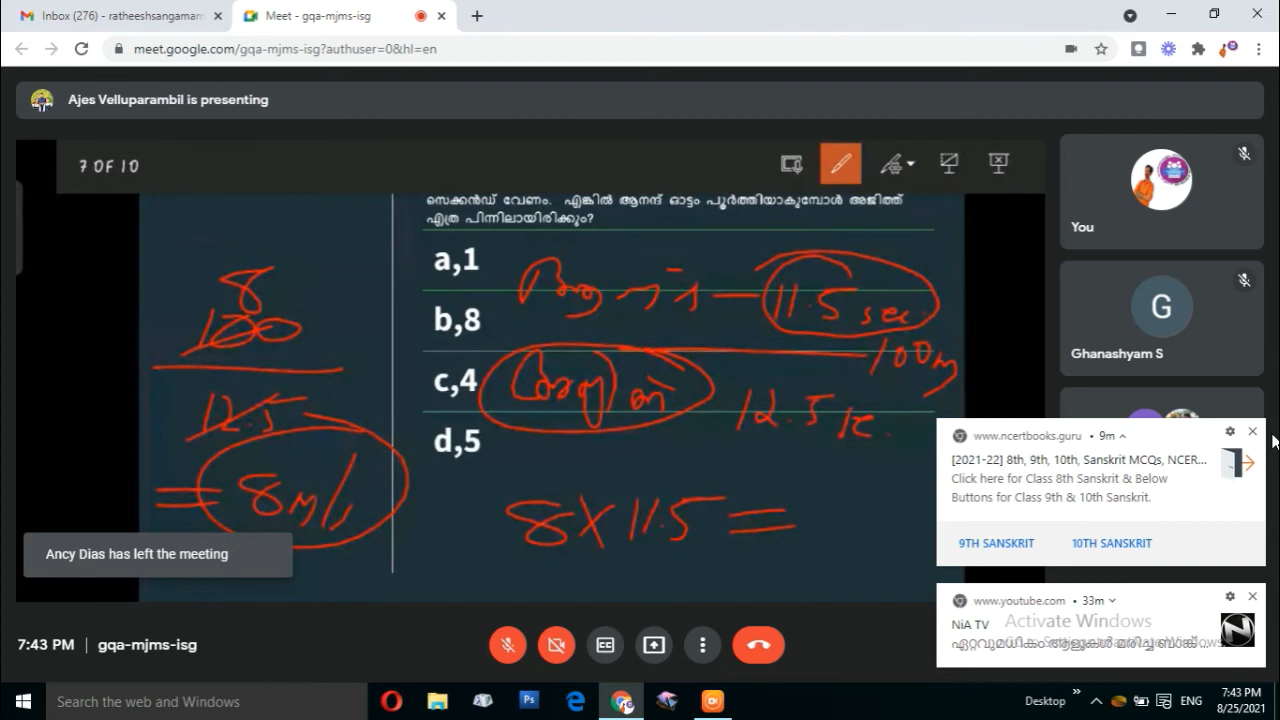 Inbox (276) - ratheeshsangamam
Meet - gqa-mjms-isg
meet.google.com/gqa-mjms-isg?authuser=0&hl=en
Ajes Velluparambil is presenting
7 OF 10
സെക്കൻഡ് വേണം. എങ്കിൽ ആനന്ദ് ഓട്ടം പൂർത്തിയാകുമ്പോൾ അജിത്ത്
എത്ര പിന്നിലായിരിക്കും?
a,1
11.5 sec.
b,8
100m
c,4
12.5
d,5
8
100
12.5
= 8 m/s
8 X 11.5 =
You
G
Ghanashyam S
www.ncertbooks.guru • 9m
[2021-22] 8th, 9th, 10th, Sanskrit MCQs, NCER...
Click here for Class 8th Sanskrit & Below
Buttons for Class 9th & 10th Sanskrit.
9TH SANSKRIT 10TH SANSKRIT
Ancy Dias has left the meeting
www.youtube.com • 33m
NiA TV
Activate Windows
7:43 PM | gqa-mjms-isg
Search the web and Windows
Ps
Desktop
ENG
7:43 PM
8/25/2021